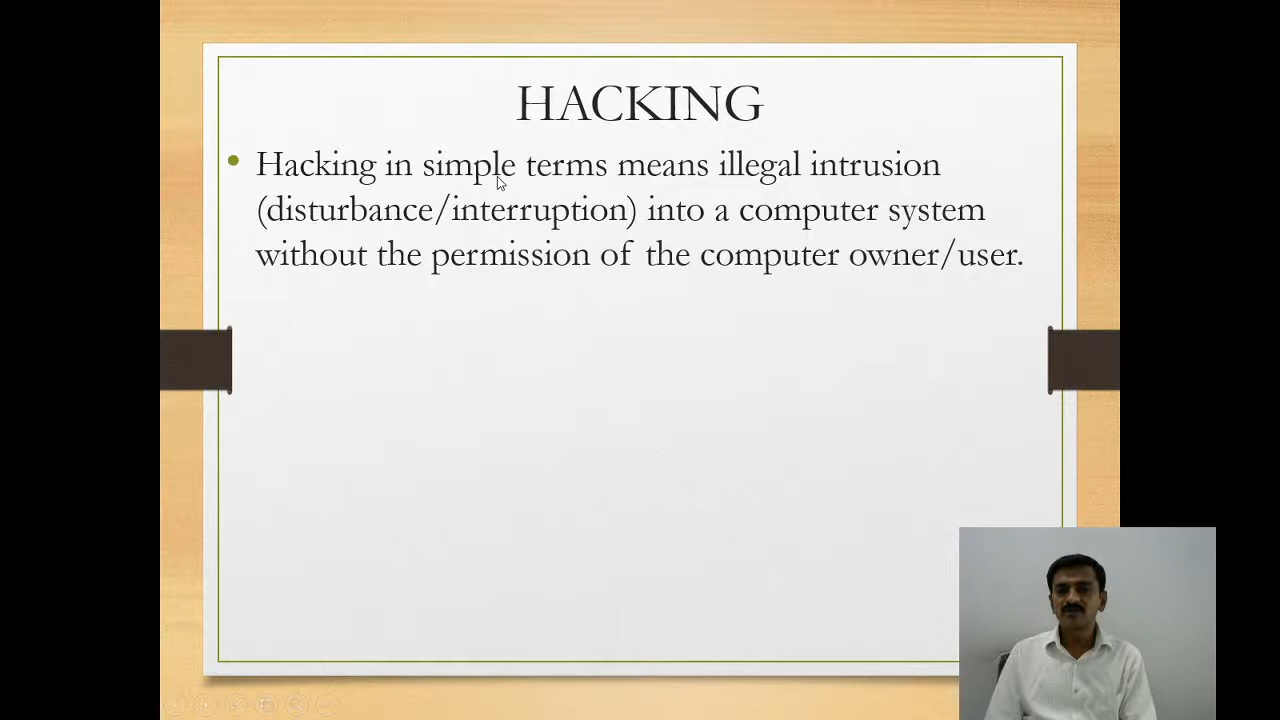 HACKING
• Hacking in simple terms means illegal intrusion
(disturbance/interruption) into a computer system
without the permission of the computer owner/user.